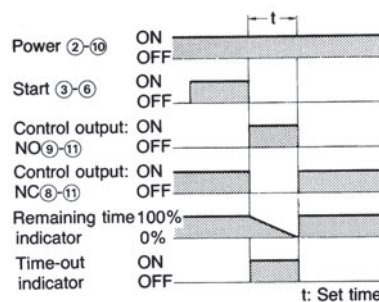 t
Power ②-⑩ ON
OFF
Start ③-⑥ ON
OFF
Control output: ON
NO⑨-⑪ OFF
Control output: ON
NC⑧-⑪ OFF
Remaining time 100%
indicator 0%
Time-out ON
indicator OFF
t: Set time